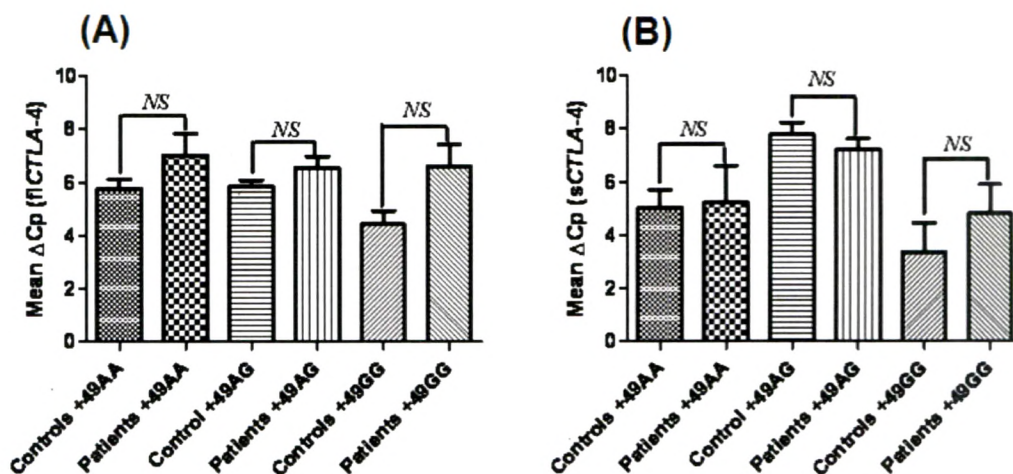 (A)
Mean Δ Cp (flCTLA-4)
10
8
6
4
2
0
NS
NS
NS
Controls +49AA
Patients +49AA
Control +49AG
Patients +49AG
Controls +49GG
Patients +49GG
(B)
Mean Δ Cp (sCTLA-4)
10
8
6
4
2
0
NS
NS
NS
Controls +49AA
Patients +49AA
Control +49AG
Patients +49AG
Controls +49GG
Patients +49GG